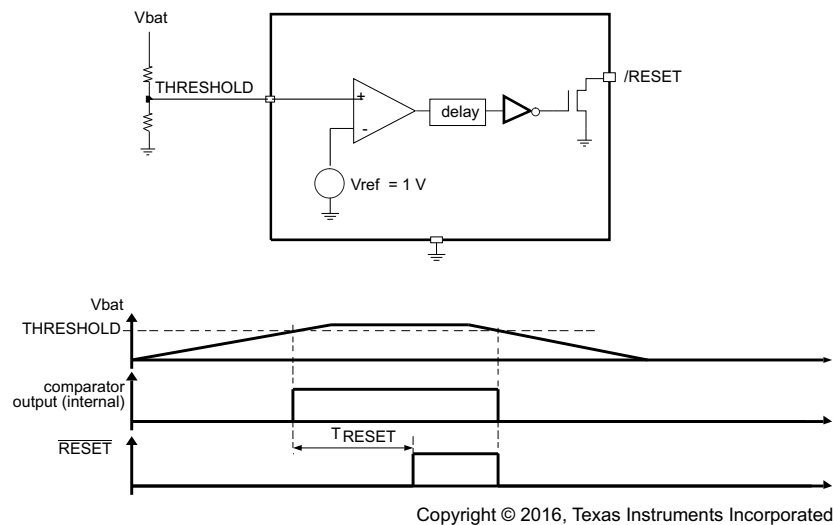 Vbat
THRESHOLD
+
-
delay
/RESET
Vref = 1 V
Vbat
THRESHOLD
comparator
output (internal)
TRESET
RESET
Copyright © 2016, Texas Instruments Incorporated